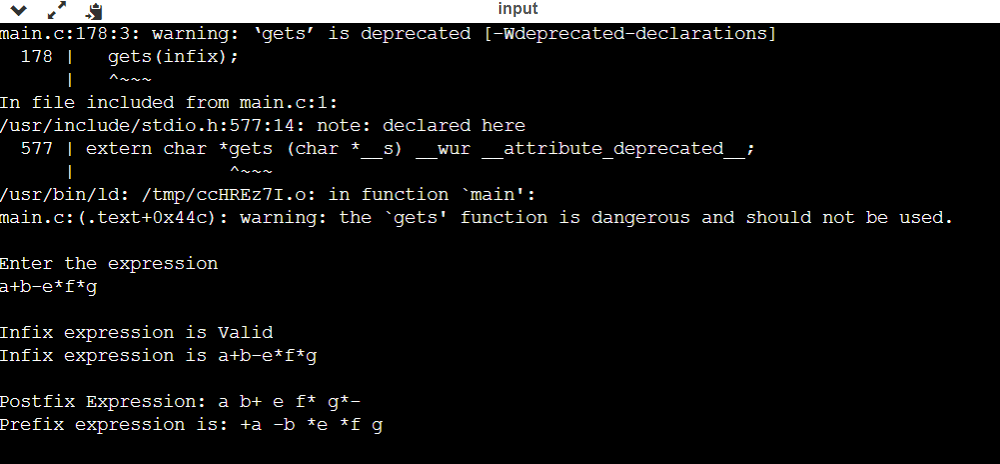 input
main.c:178:3: warning: ‘gets’ is deprecated [-Wdeprecated-declarations]
178 | gets(infix);
| ^~~~
In file included from main.c:1:
/usr/include/stdio.h:577:14: note: declared here
577 | extern char *gets (char *__s) __wur __attribute_deprecated__;
| ^~~~
/usr/bin/ld: /tmp/ccHREz7I.o: in function `main':
main.c:(.text+0x44c): warning: the `gets' function is dangerous and should not be used.
Enter the expression
a+b-e*f*g
Infix expression is Valid
Infix expression is a+b-e*f*g
Postfix Expression: a b+ e f* g*-
Prefix expression is: +a -b *e *f g